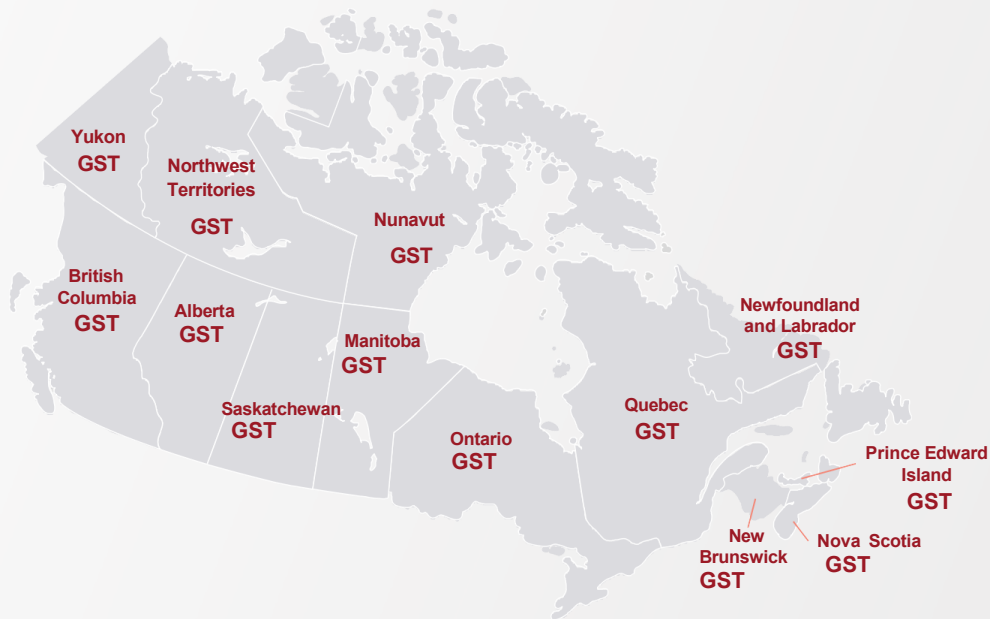 Yukon
GST
Northwest
Territories
GST
Nunavut
GST
British
Columbia
GST
Alberta
GST
Saskatchewan
GST
Manitoba
GST
Ontario
GST
Quebec
GST
Newfoundland
and Labrador
GST
Prince Edward
Island
GST
New
Brunswick
GST
Nova Scotia
GST